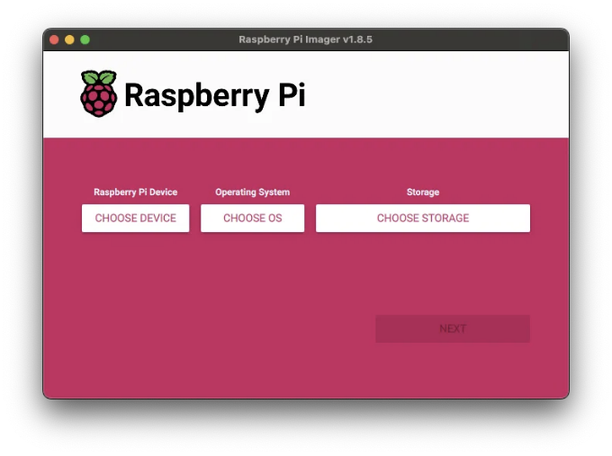 Raspberry Pi Imager v1.8.5
Raspberry Pi
Raspberry Pi Device
Operating System
Storage
CHOOSE DEVICE
CHOOSE OS
CHOOSE STORAGE
NEXT